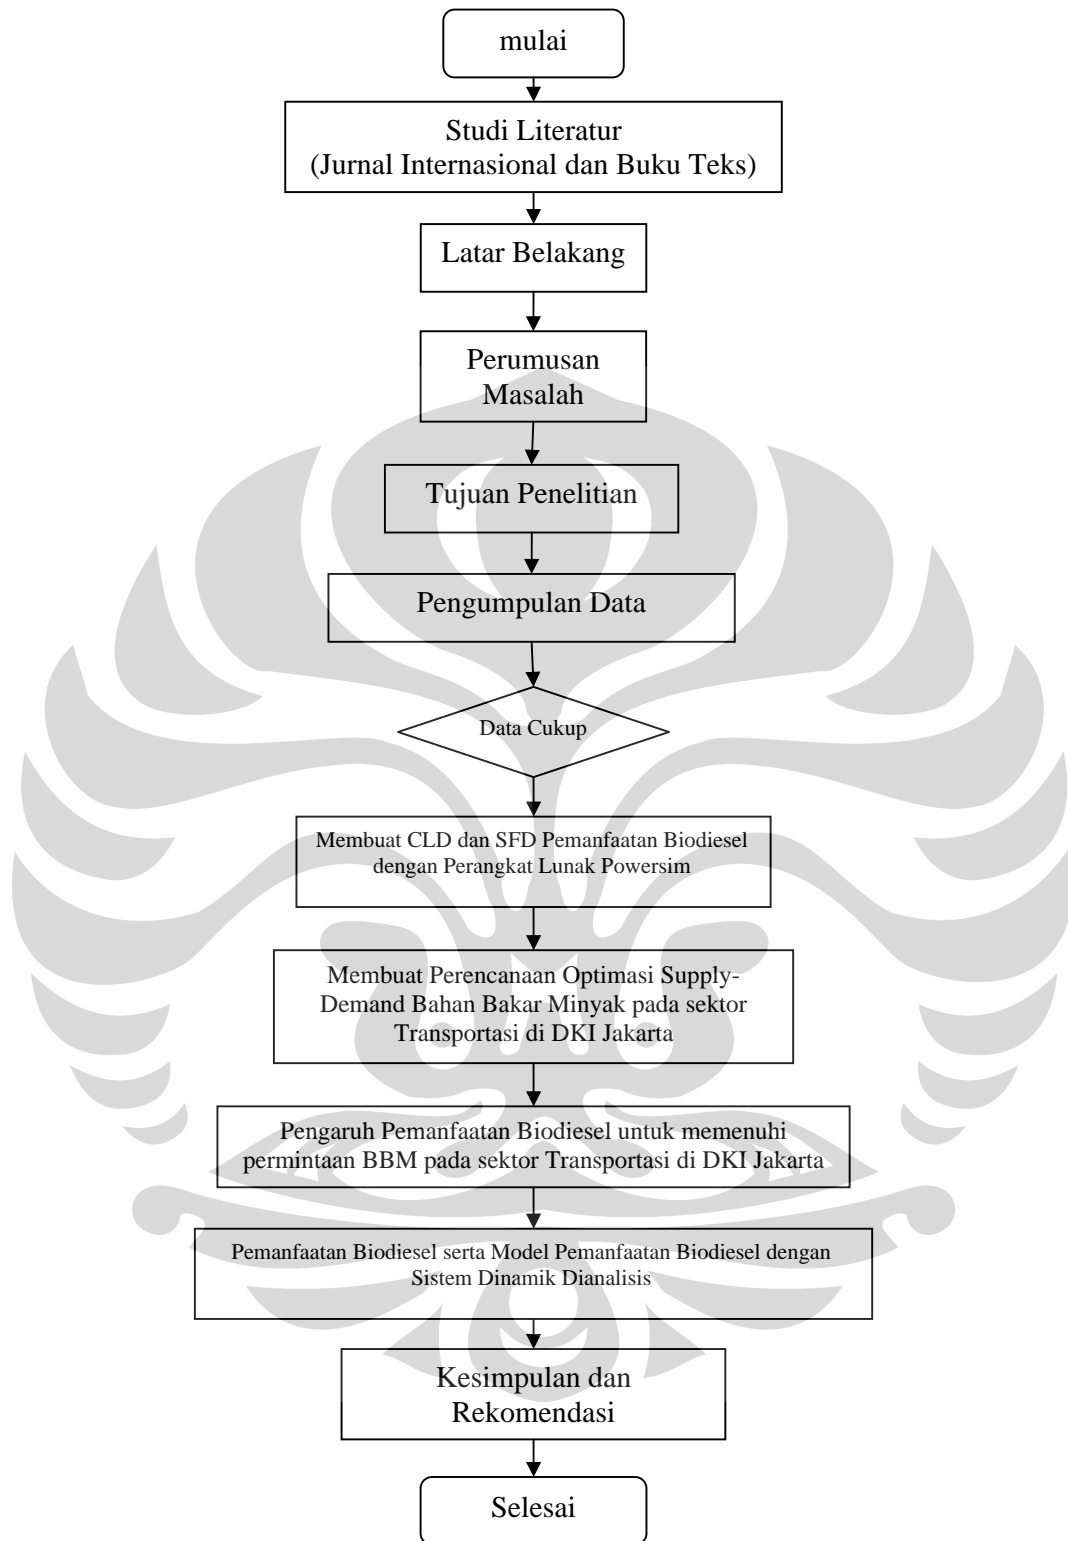 mulai
Studi Literatur
(Jurnal Internasional dan Buku Teks)
Latar Belakang
Perumusan
Masalah
Tujuan Penelitian
Pengumpulan Data
Data Cukup
Membuat CLD dan SFD Pemanfaatan Biodiesel
dengan Perangkat Lunak Powersim
Membuat Perencanaan Optimasi Supply-
Demand Bahan Bakar Minyak pada sektor
Transportasi di DKI Jakarta
Pengaruh Pemanfaatan Biodiesel untuk memenuhi
permintaan BBM pada sektor Transportasi di DKI Jakarta
Pemanfaatan Biodiesel serta Model Pemanfaatan Biodiesel dengan
Sistem Dinamik Dianalisis
Kesimpulan dan
Rekomendasi
Selesai